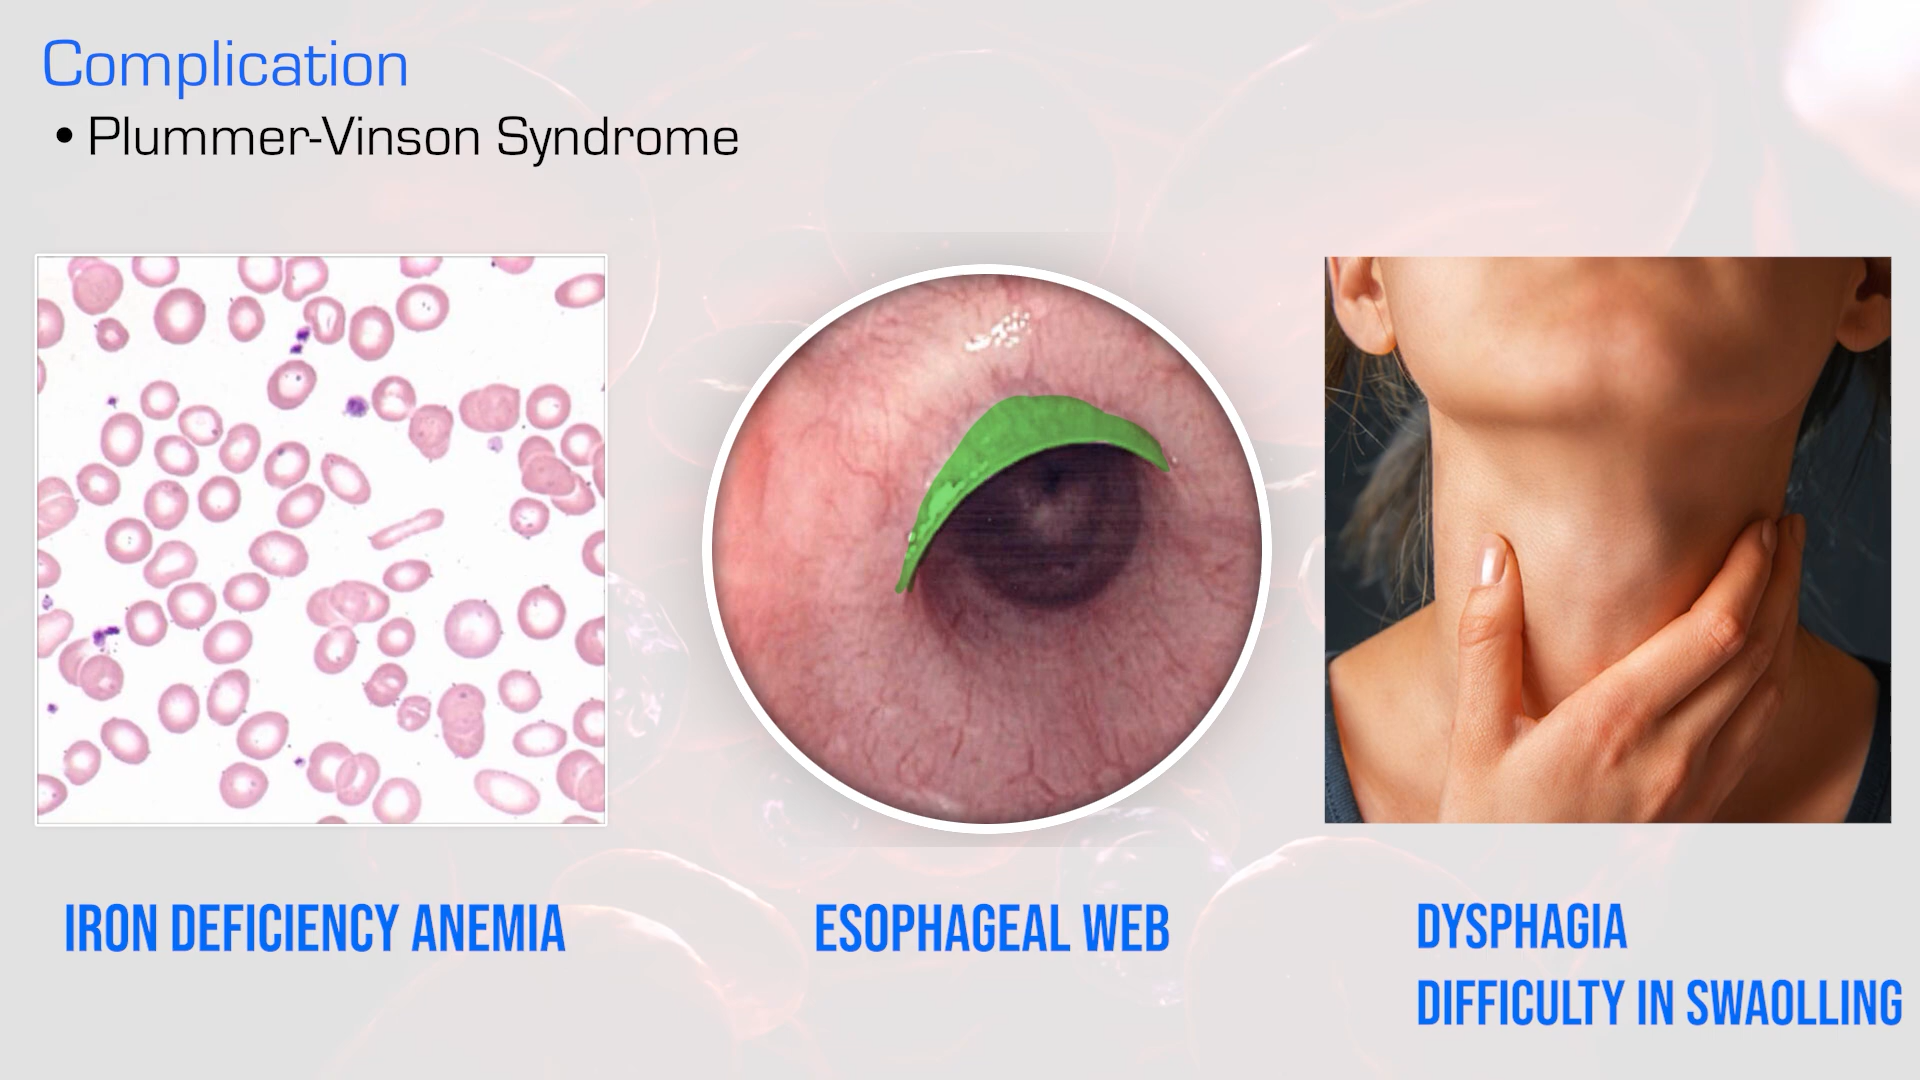 Complication
• Plummer-Vinson Syndrome
IRON DEFICIENCY ANEMIA
ESOPHAGEAL WEB
DYSPHAGIA
DIFFICULTY IN SWAOLLING